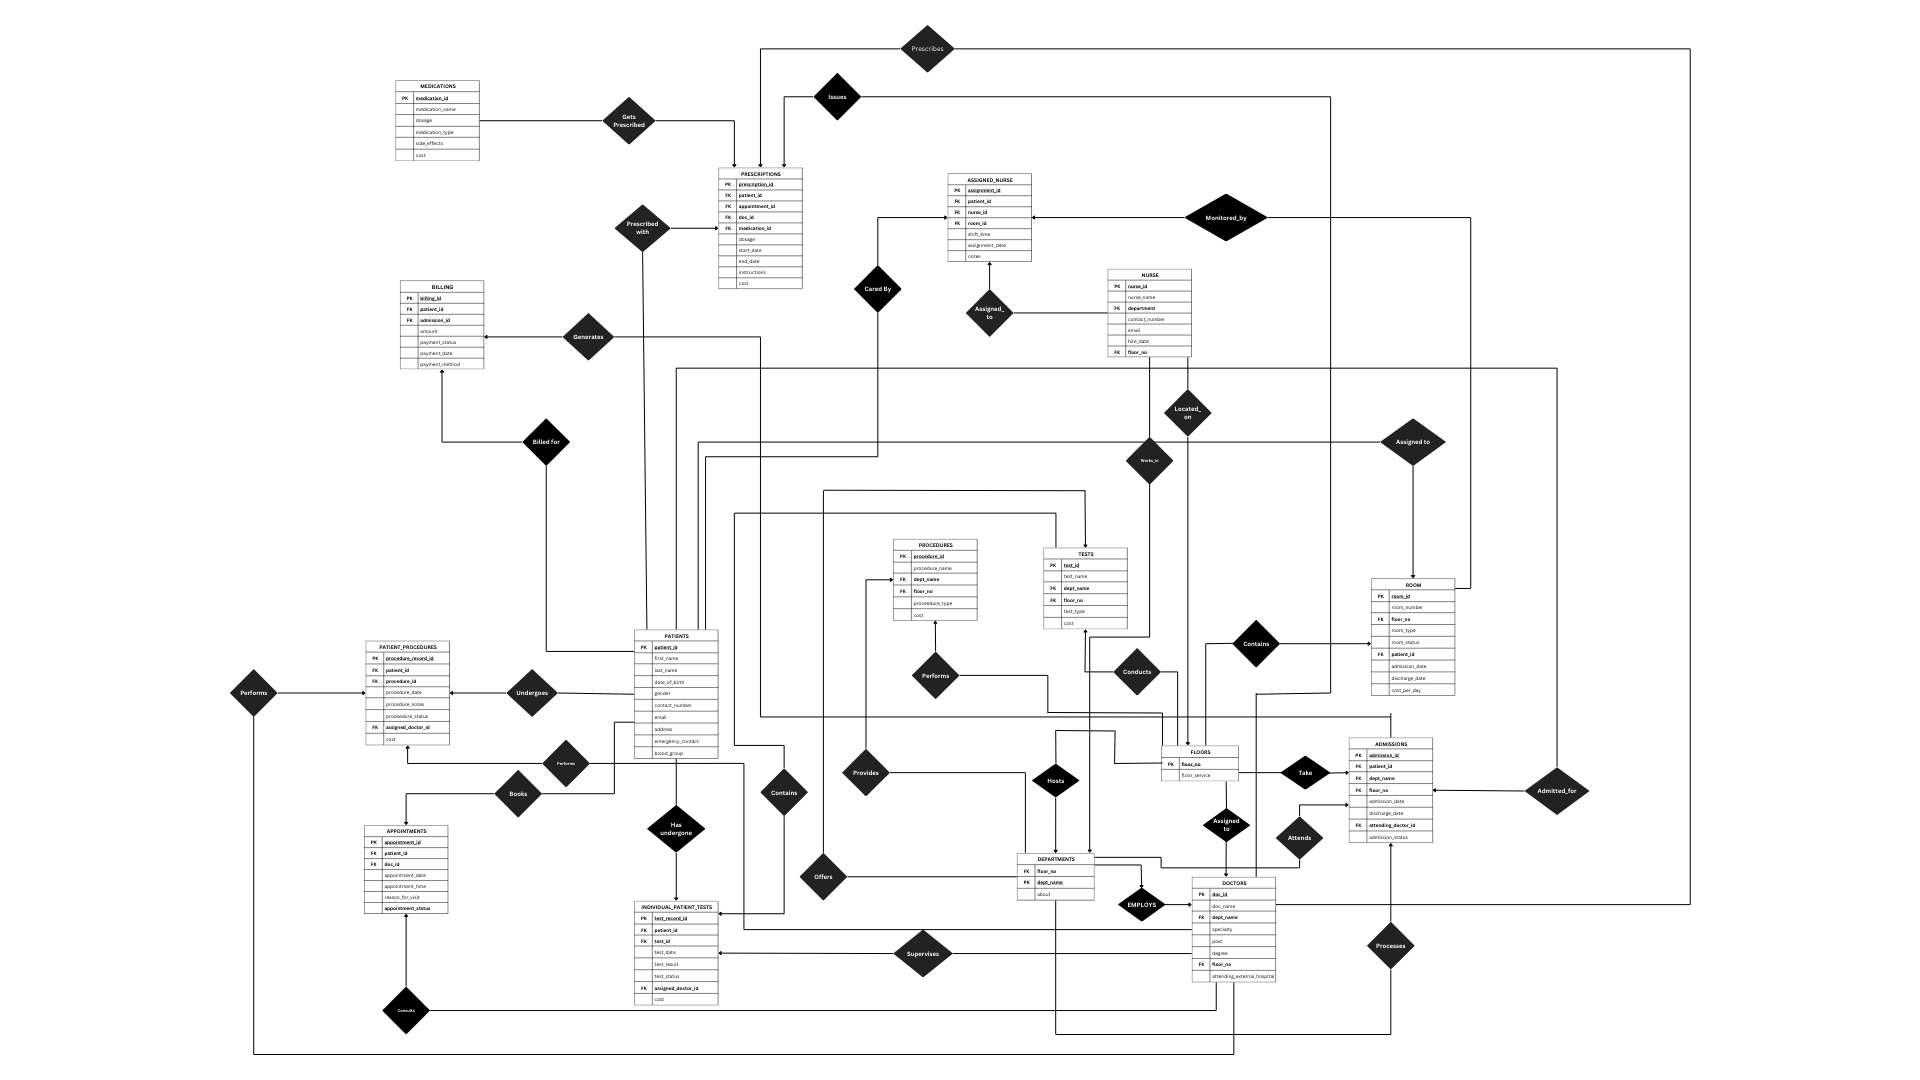 Prescribes
Issues
MEDICATIONS
PK medication_id
medication_name
dosage
medication_type
side_effects
cost
Gets
Prescribed
PRESCRIPTIONS
PK prescription_id
FK patient_id
FK appointment_id
FK doc_id
FK medication_id
dosage
start_date
end_date
instructions
cost
ASSIGNED_NURSE
PK assignment_id
FK patient_id
FK nurse_id
FK room_id
shift_time
assignment_date
notes
Prescribed
with
Monitored_by
BILLING
PK billing_id
FK patient_id
FK admission_id
amount
payment_status
payment_date
payment_method
Cared By
NURSE
PK nurse_id
nurse_name
FK department
contact_number
email
hire_date
FK floor_no
Assigned_
to
Generates
Located_
on
Billed for
Assigned to
Works_in
PROCEDURES
PK procedure_id
procedure_name
FK dept_name
FK floor_no
proceedure_type
cost
TESTS
PK test_id
test_name
FK dept_name
FK floor_no
test_type
cost
ROOM
PK room_id
room_number
FK floor_no
room_type
room_status
FK patient_id
admission_date
discharge_date
cost_per_day
PATIENTS
PK patient_id
first_name
last_name
date_of_birth
gender
contact_number
email
address
emergency_contact
blood_group
PATIENT_PROCEDURES
PK procedure_record_id
FK patient_id
FK procedure_id
procedure_date
procedure_notes
proceedure_status
FK assigned_doctor_id
cost
Contains
Performs
Undergoes
Performs
Conducts
FLOORS
PK floor_no
floor_service
ADMISSIONS
PK admission_id
FK patient_id
FK dept_name
FK floor_no
admission_date
discharge_date
FK attending_doctor_id
admission_status
Performs
Provides
Hosts
Take
Books
Contains
Admitted_for
APPOINTMENTS
PK appointment_id
FK patient_id
FK doc_id
appointment_date
appointment_time
reason_for_visit
appointment_status
Has
undergone
Assigned
to
Attends
DEPARTMENTS
FK floor_no
PK dept_name
about
Offers
DOCTORS
PK doc_id
doc_name
FK dept_name
specialty
post
degree
FK floor_no
attending_external_hospital
EMPLOYS
INDIVIDUAL_PATIENT_TESTS
PK test_record_id
FK patient_id
FK test_id
test_date
test_result
test_status
FK assigned_doctor_id
cost
Supervises
Processes
Consults